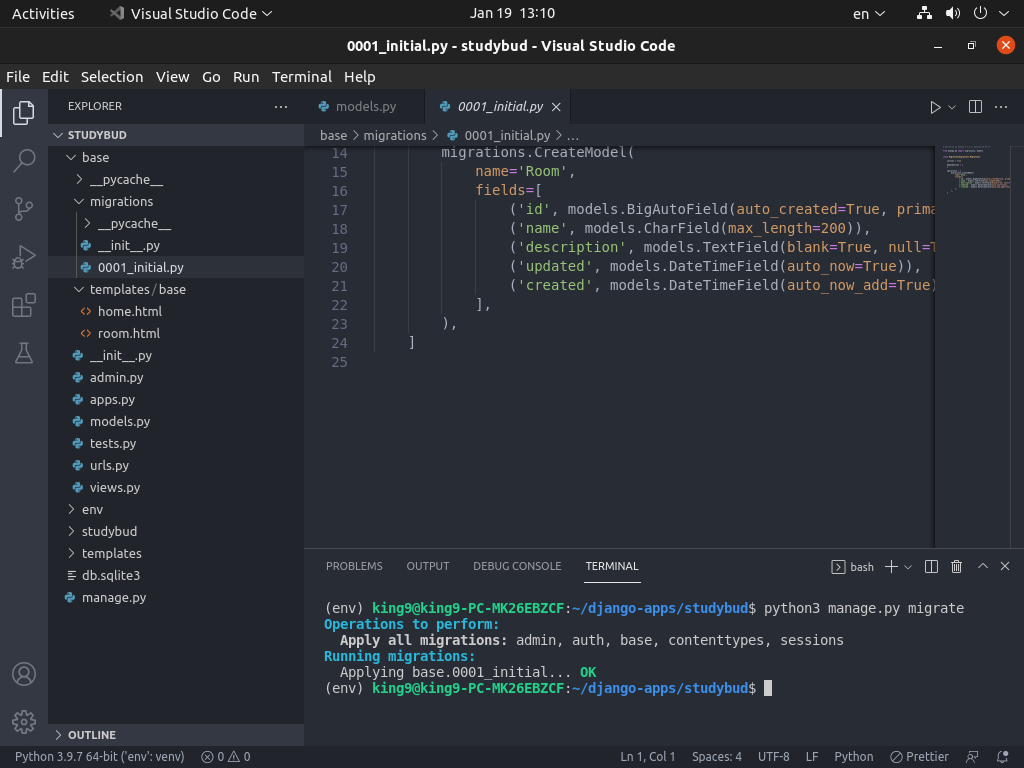 Activities
Visual Studio Code
Jan 19 13:10
en
0001_initial.py - studybud - Visual Studio Code
File Edit Selection View Go Run Terminal Help
EXPLORER
STUDYBUD
base
__pycache__
migrations
__pycache__
__init__.py
0001_initial.py
templates/base
home.html
room.html
__init__.py
admin.py
apps.py
models.py
tests.py
urls.py
views.py
env
studybud
templates
db.sqlite3
manage.py
OUTLINE
models.py
0001_initial.py
base > migrations > 0001_initial.py > ...
14 migrations.CreateModel(
15 name='Room',
16 fields=[
17 ('id', models.BigAutoField(auto_created=True, prima
18 ('name', models.CharField(max_length=200)),
19 ('description', models.TextField(blank=True, null=T
20 ('updated', models.DateTimeField(auto_now=True)),
21 ('created', models.DateTimeField(auto_now_add=True)
22 ],
23 ),
24 ]
25
PROBLEMS OUTPUT DEBUG CONSOLE TERMINAL
bash
(env) king9@king9-PC-MK26EBZCF:~/django-apps/studybud$ python3 manage.py migrate
Operations to perform:
Apply all migrations: admin, auth, base, contenttypes, sessions
Running migrations:
Applying base.0001_initial... OK
(env) king9@king9-PC-MK26EBZCF:~/django-apps/studybud$
Python 3.9.7 64-bit ('env': venv)
0 0
Ln 1, Col 1
Spaces: 4
UTF-8
LF
Python
Prettier